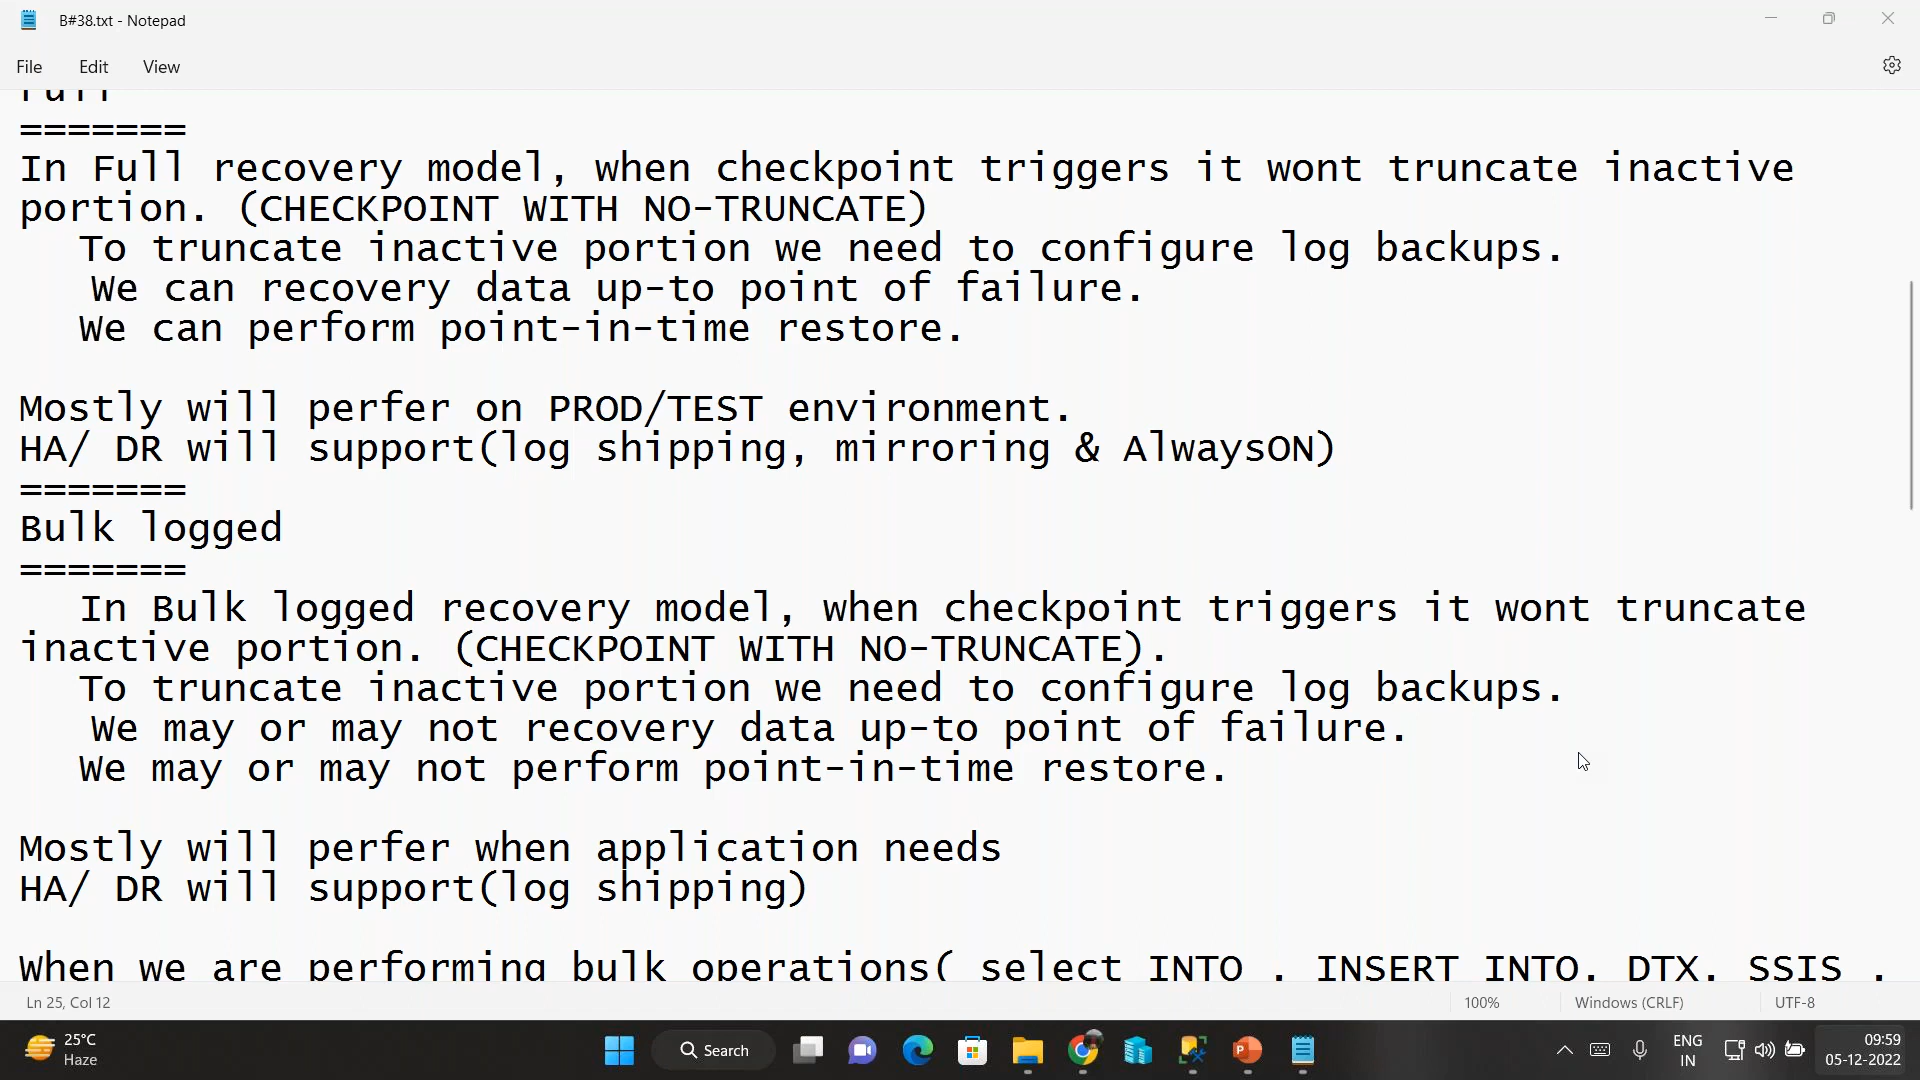 B#38.txt - Notepad
File Edit View
Full
=======
In Full recovery model, when checkpoint triggers it wont truncate inactive
portion. (CHECKPOINT WITH NO-TRUNCATE)
To truncate inactive portion we need to configure log backups.
We can recovery data up-to point of failure.
We can perform point-in-time restore.
Mostly will perfer on PROD/TEST environment.
HA/ DR will support(log shipping, mirroring & AlwaysON)
=======
Bulk logged
=======
In Bulk logged recovery model, when checkpoint triggers it wont truncate
inactive portion. (CHECKPOINT WITH NO-TRUNCATE).
To truncate inactive portion we need to configure log backups.
We may or may not recovery data up-to point of failure.
We may or may not perform point-in-time restore.
Mostly will perfer when application needs
HA/ DR will support(log shipping)
When we are performing bulk operations( select INTO , INSERT INTO, DTX, SSIS ,
Ln 25, Col 12 100% Windows (CRLF) UTF-8
25°C
Haze
Search
ENG
IN
09:59
05-12-2022